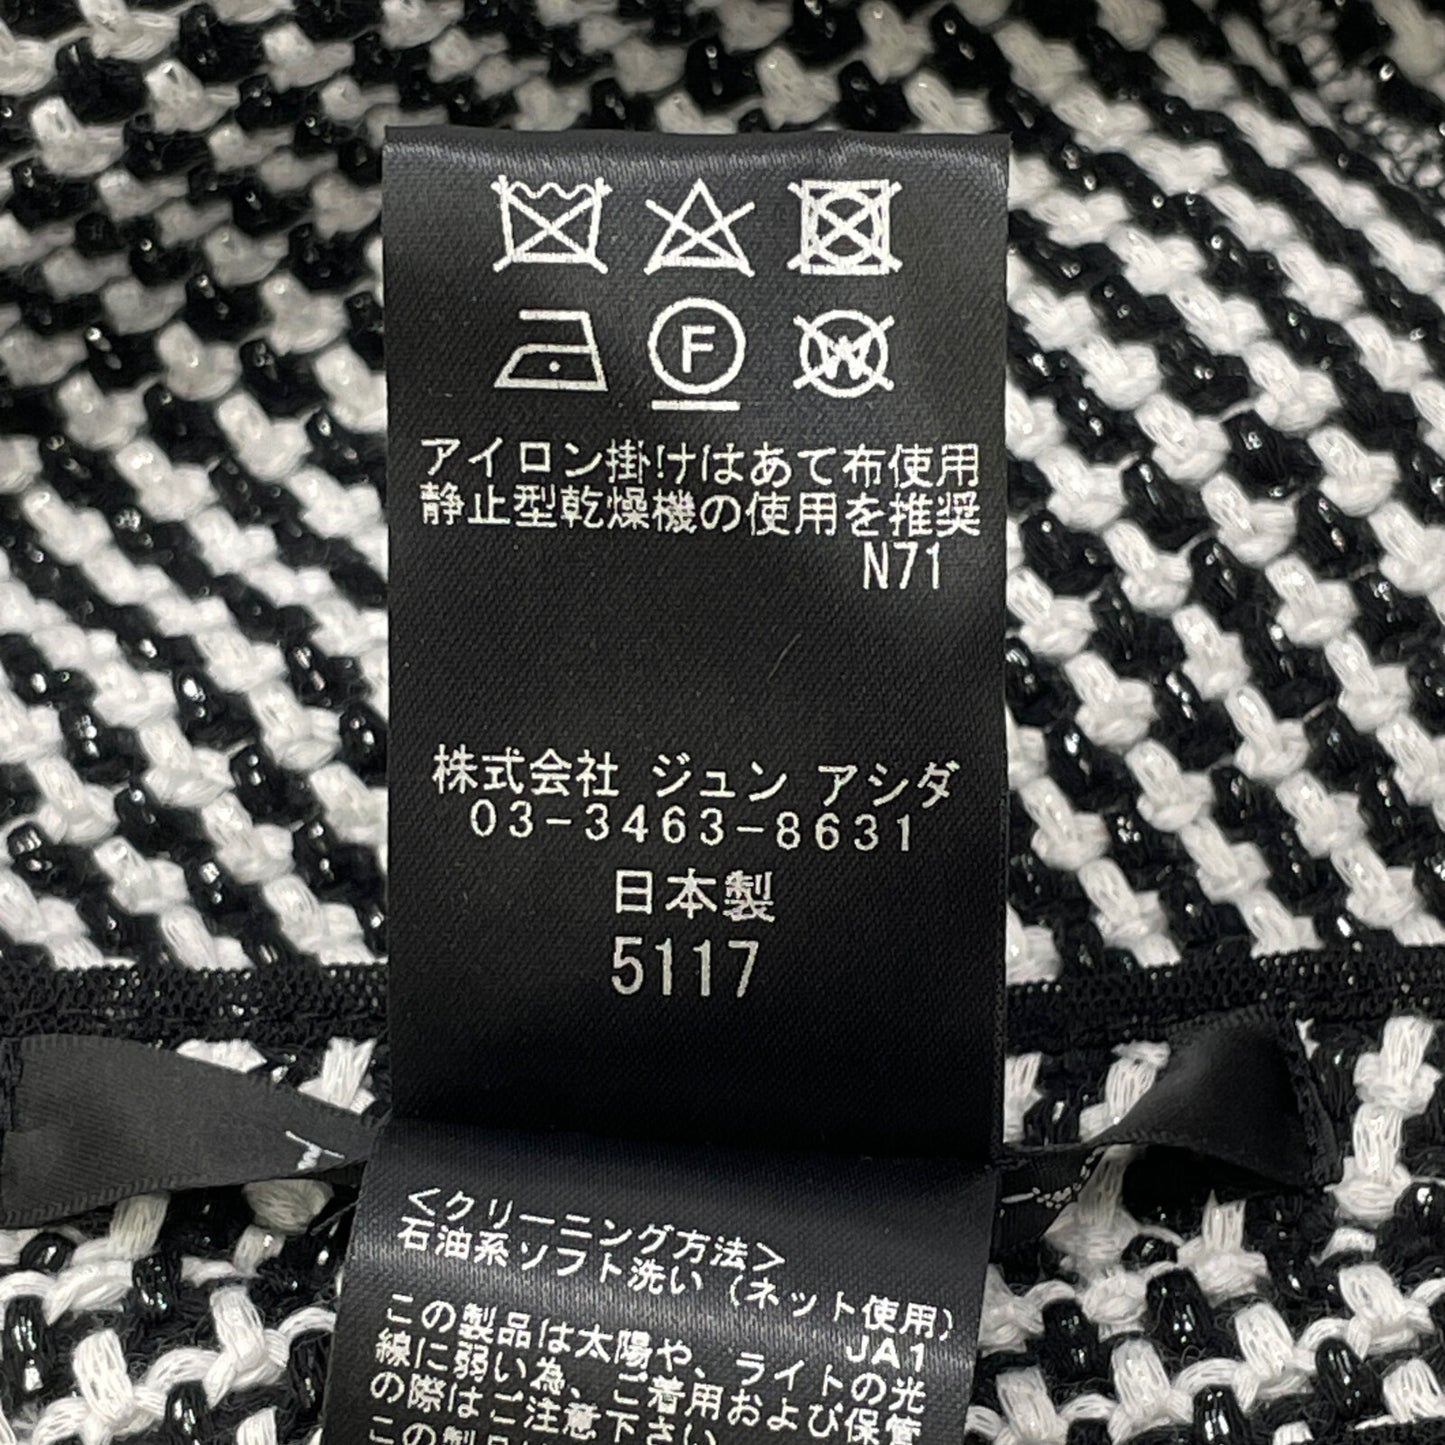 F
W
アイロン掛けはあて布使用
静止型乾燥機の使用を推奨
N71
株式会社 ジュン アシダ
03-3463-8631
日本製
5117
<クリーニング方法>
石油系ソフト洗い(ネット使用)
JA1
この製品は太陽や、ライトの光
線に弱い為、ご着用および保管
の際はご注意下さい
この製品